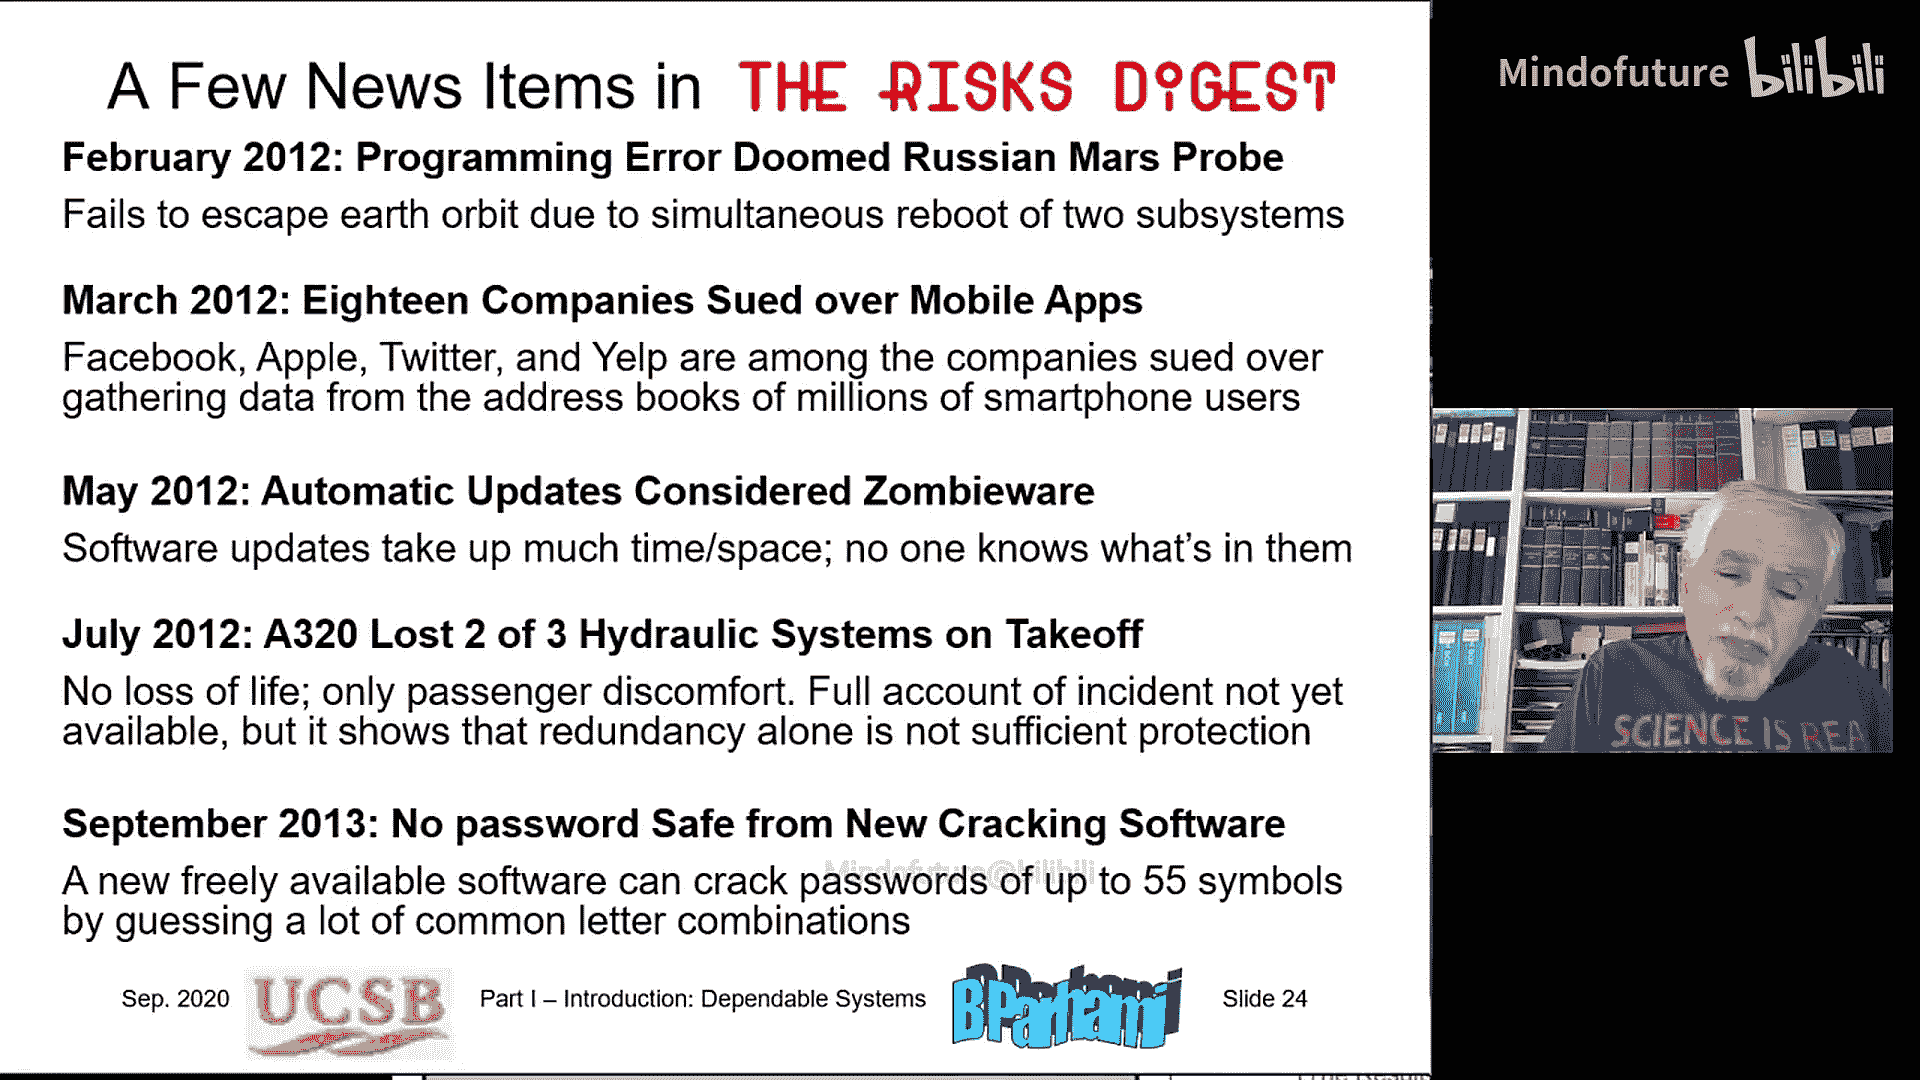 A Few News Items in THE RISKS DIGEST
February 2012: Programming Error Doomed Russian Mars Probe
Fails to escape earth orbit due to simultaneous reboot of two subsystems
March 2012: Eighteen Companies Sued over Mobile Apps
Facebook, Apple, Twitter, and Yelp are among the companies sued over
gathering data from the address books of millions of smartphone users
May 2012: Automatic Updates Considered Zombieware
Software updates take up much time/space; no one knows what's in them
July 2012: A320 Lost 2 of 3 Hydraulic Systems on Takeoff
No loss of life; only passenger discomfort. Full account of incident not yet
available, but it shows that redundancy alone is not sufficient protection
September 2013: No password Safe from New Cracking Software
A new freely available software can crack passwords of up to 55 symbols
by guessing a lot of common letter combinations
Mindofuture@bilibili
Sep. 2020
UCSB
Part I – Introduction: Dependable Systems
B Parhami
Slide 24
Mindofuture bilibili
SCIENCE IS REA